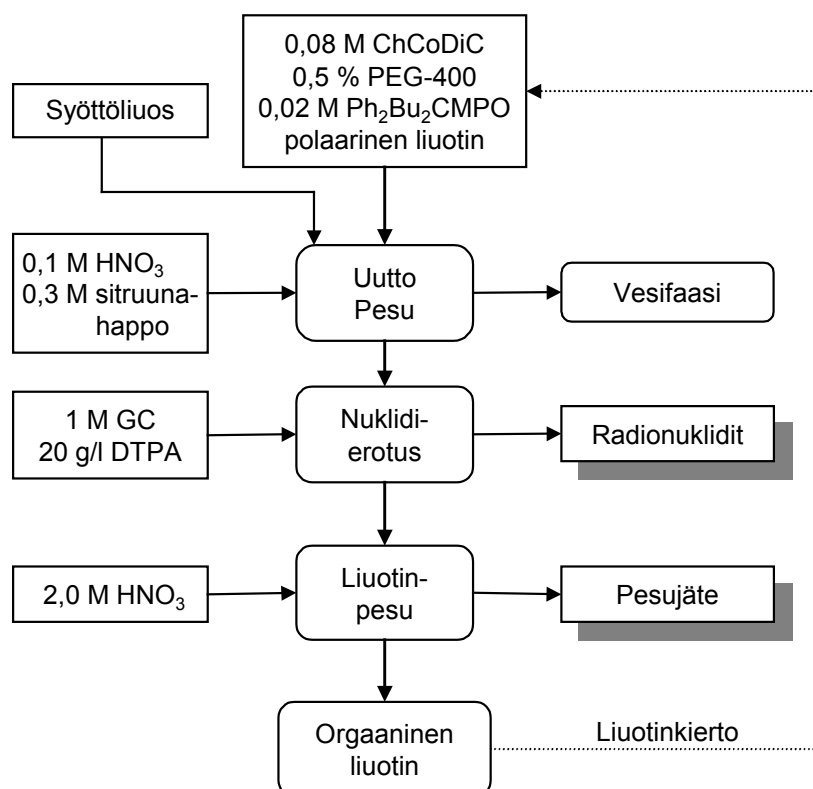 0,08 M ChCoDiC
0,5 % PEG-400
0,02 M Ph₂Bu₂CMPO
polaarinen liuotin
Syöttöliuos
0,1 M HNO₃
0,3 M sitruuna-
happo
Uutto
Pesu
Vesifaasi
1 M GC
20 g/l DTPA
Nuklidi-
erotus
Radionuklidit
2,0 M HNO₃
Liuotin-
pesu
Pesujäte
Orgaaninen
liuotin
Liuotinkierto